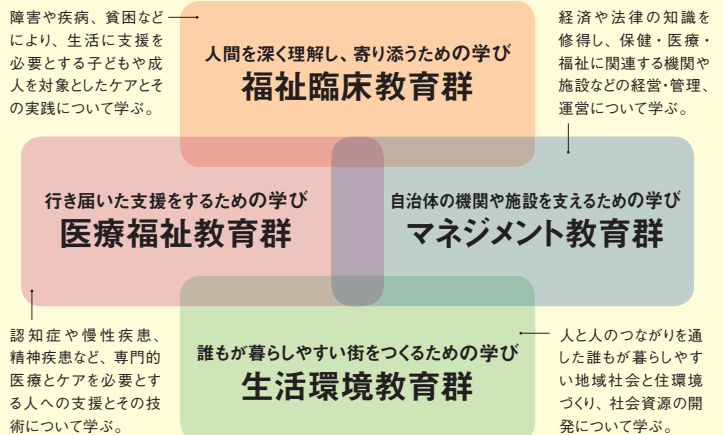 障害や疾病、貧困など
により、生活に支援を
必要とする子どもや成
人を対象としたケアとそ
の実践について学ぶ。
人間を深く理解し、寄り添うための学び
福祉臨床教育群
経済や法律の知識を
修得し、保健・医療・
福祉に関連する機関や
施設などの経営・管理、
運営について学ぶ。
行き届いた支援をするための学び
医療福祉教育群
自治体の機関や施設を支えるための学び
マネジメント教育群
認知症や慢性疾患、
精神疾患など、専門的
医療とケアを必要とす
る人への支援とその技
術について学ぶ。
誰もが暮らしやすい街をつくるための学び
生活環境教育群
人と人のつながりを通
した誰もが暮らしやす
い地域社会と住環境
づくり、社会資源の開
発について学ぶ。